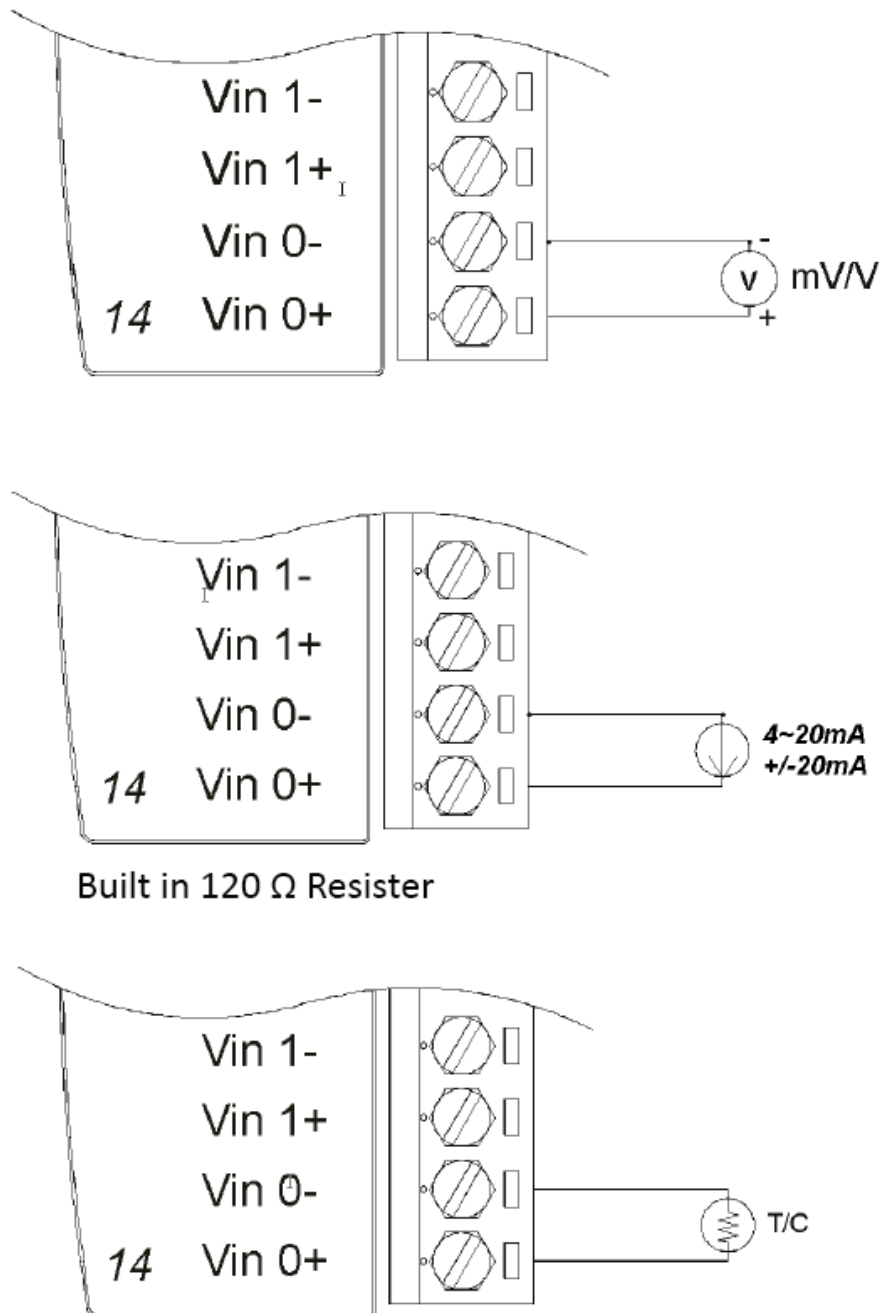 Vin 1-
Vin 1+
Vin 0-
14 Vin 0+
-
V mV/V
+
Vin 1-
Vin 1+
Vin 0-
14 Vin 0+
4~20mA
+/-20mA
Built in 120 Ω Resister
Vin 1-
Vin 1+
Vin 0-
14 Vin 0+
T/C